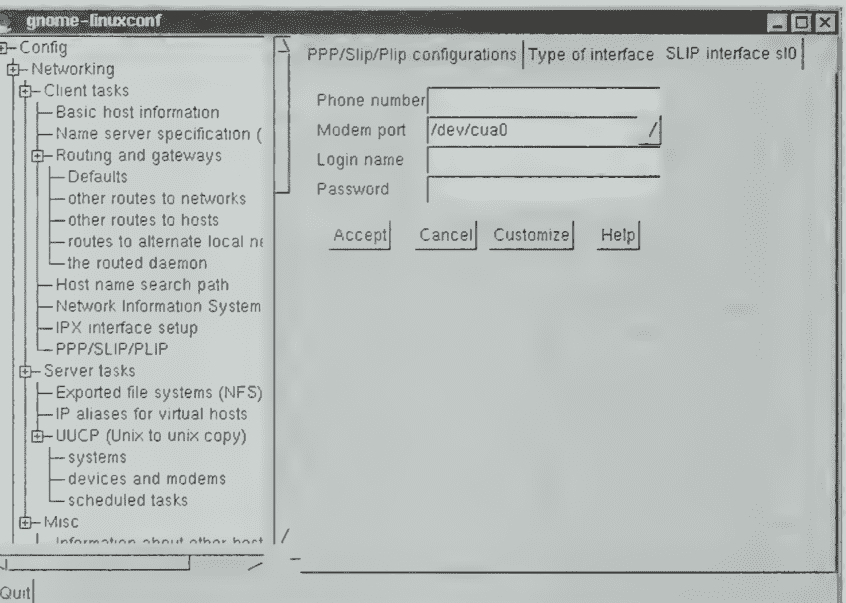 gnome-linuxconf
Config
Networking
Client tasks
Basic host information
Name server specification (
Routing and gateways
Defaults
other routes to networks
other routes to hosts
routes to alternate local ne
the routed daemon
Host name search path
Network Information System
IPX interface setup
PPP/SLIP/PLIP
Server tasks
Exported file systems (NFS)
IP aliases for virtual hosts
UUCP (Unix to unix copy)
systems
devices and modems
scheduled tasks
Misc
Information about other host
Quit
PPP/Slip/Plip configurations Type of interface SLIP interface sl0
Phone number
Modem port /dev/cua0
Login name
Password
Accept Cancel Customize Help